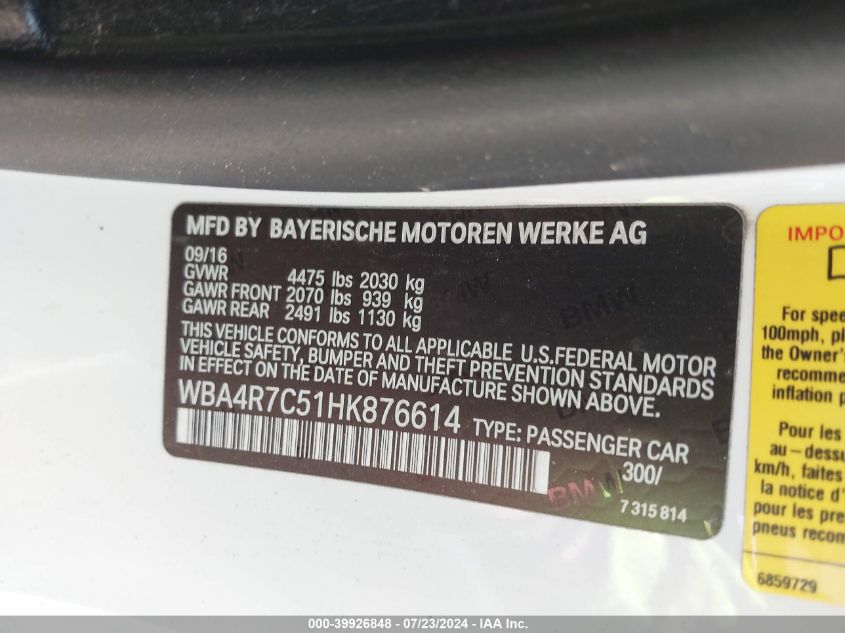 MFD BY BAYERISCHE MOTOREN WERKE AG
09/16
GVWR 4475 lbs 2030 kg
GAWR FRONT 2070 lbs 939 kg
GAWR REAR 2491 lbs 1130 kg
THIS VEHICLE CONFORMS TO ALL APPLICABLE U.S.FEDERAL MOTOR
VEHICLE SAFETY, BUMPER AND THEFT PREVENTION STANDARDS
IN EFFECT ON THE DATE OF MANUFACTURE SHOWN ABOVE.
WBA4R7C51HK876614 TYPE: PASSENGER CAR
300/
BMW
7 315 814
IMPO
For spee
100mph, pl
the Owner's
recomme
inflation p
Pour les
au-dessu
km/h, faites
la notice d'
pour les pre
pneus recom
6859729
000-39926848 - 07/23/2024 - IAA Inc.